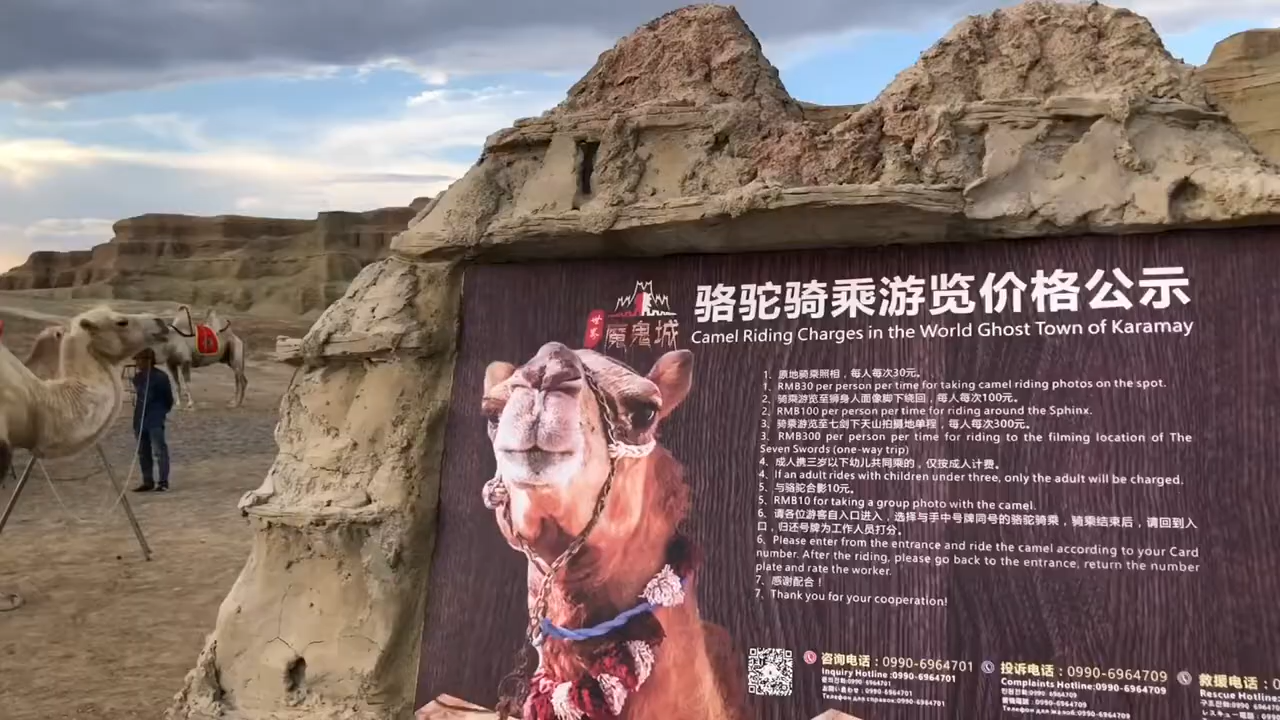 世界
魔鬼城
骆驼骑乘游览价格公示
Camel Riding Charges in the World Ghost Town of Karamay
1、原地骑乘照相，每人每次30元。
1、RMB30 per person per time for taking camel riding photos on the spot.
2、骑乘游览至狮身人面像脚下绕回，每人每次100元。
2、RMB100 per person per time for riding around the Sphinx.
3、骑乘游览至七剑下天山拍摄地单程，每人每次300元。
3、RMB300 per person per time for riding to the filming location of The
Seven Swords (one-way trip)
4、成人携三岁以下幼儿共同乘的，仅按成人计费。
4、If an adult rides with children under three, only the adult will be charged.
5、与骆驼合影10元。
5、RMB10 for taking a group photo with the camel.
6、请各位游客自入口进入，选择与手中号牌同号的骆驼骑乘，骑乘结束后，请回到入
口，归还号牌为工作人员打分。
6、Please enter from the entrance and ride the camel according to your Card
number. After the riding, please go back to the entrance, return the number
plate and rate the worker.
7、感谢配合！
7、Thank you for your cooperation!
咨询电话：0990-6964701
Inquiry Hotline:0990-6964701
Телефон для справок:0990-6964701
投诉电话：0990-6964709
Complaints Hotline:0990-6964709
Телефон для жалоб:0990-6964709
救援电话：0
Rescue Hotline: